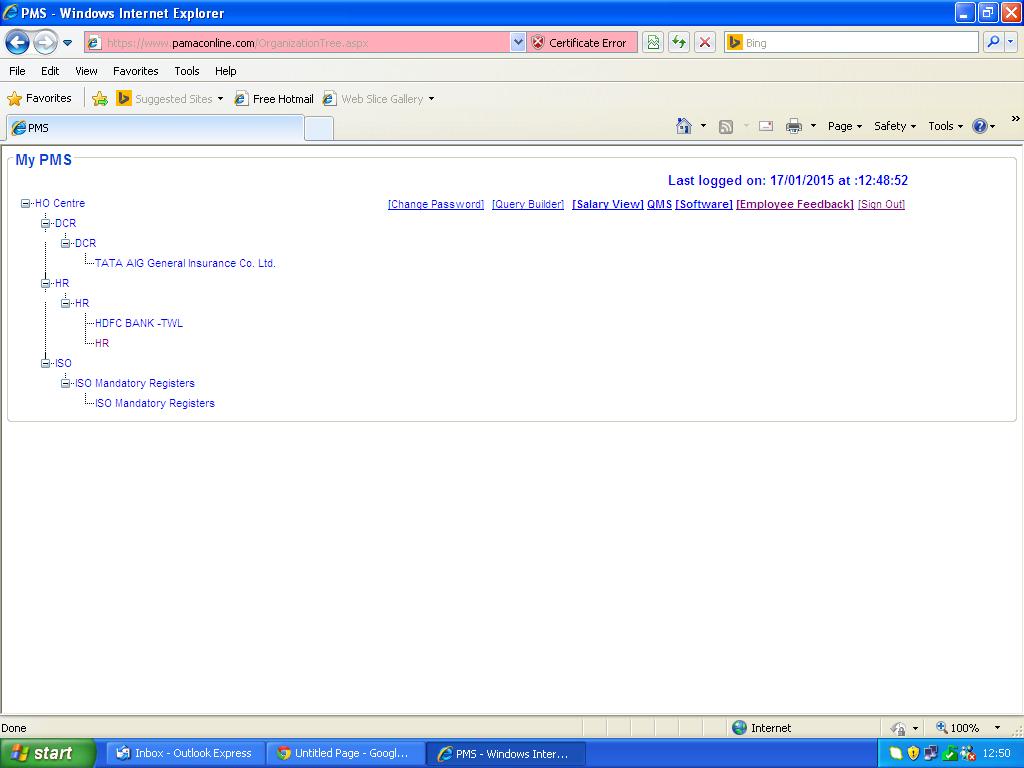 PMS - Windows Internet Explorer
https://www.pamaconline.com/OrganizationTree.aspx Certificate Error Bing
File Edit View Favorites Tools Help
Favorites Suggested Sites Free Hotmail Web Slice Gallery
PMS Page Safety Tools
My PMS
Last logged on: 17/01/2015 at :12:48:52
[Change Password] [Query Builder] [Salary View] QMS [Software] [Employee Feedback] [Sign Out]
HO Centre
DCR
DCR
TATA AIG General Insurance Co. Ltd.
HR
HR
HDFC BANK -TWL
HR
ISO
ISO Mandatory Registers
ISO Mandatory Registers
Done Internet 100%
start Inbox - Outlook Express Untitled Page - Googl... PMS - Windows Inter... 12:50